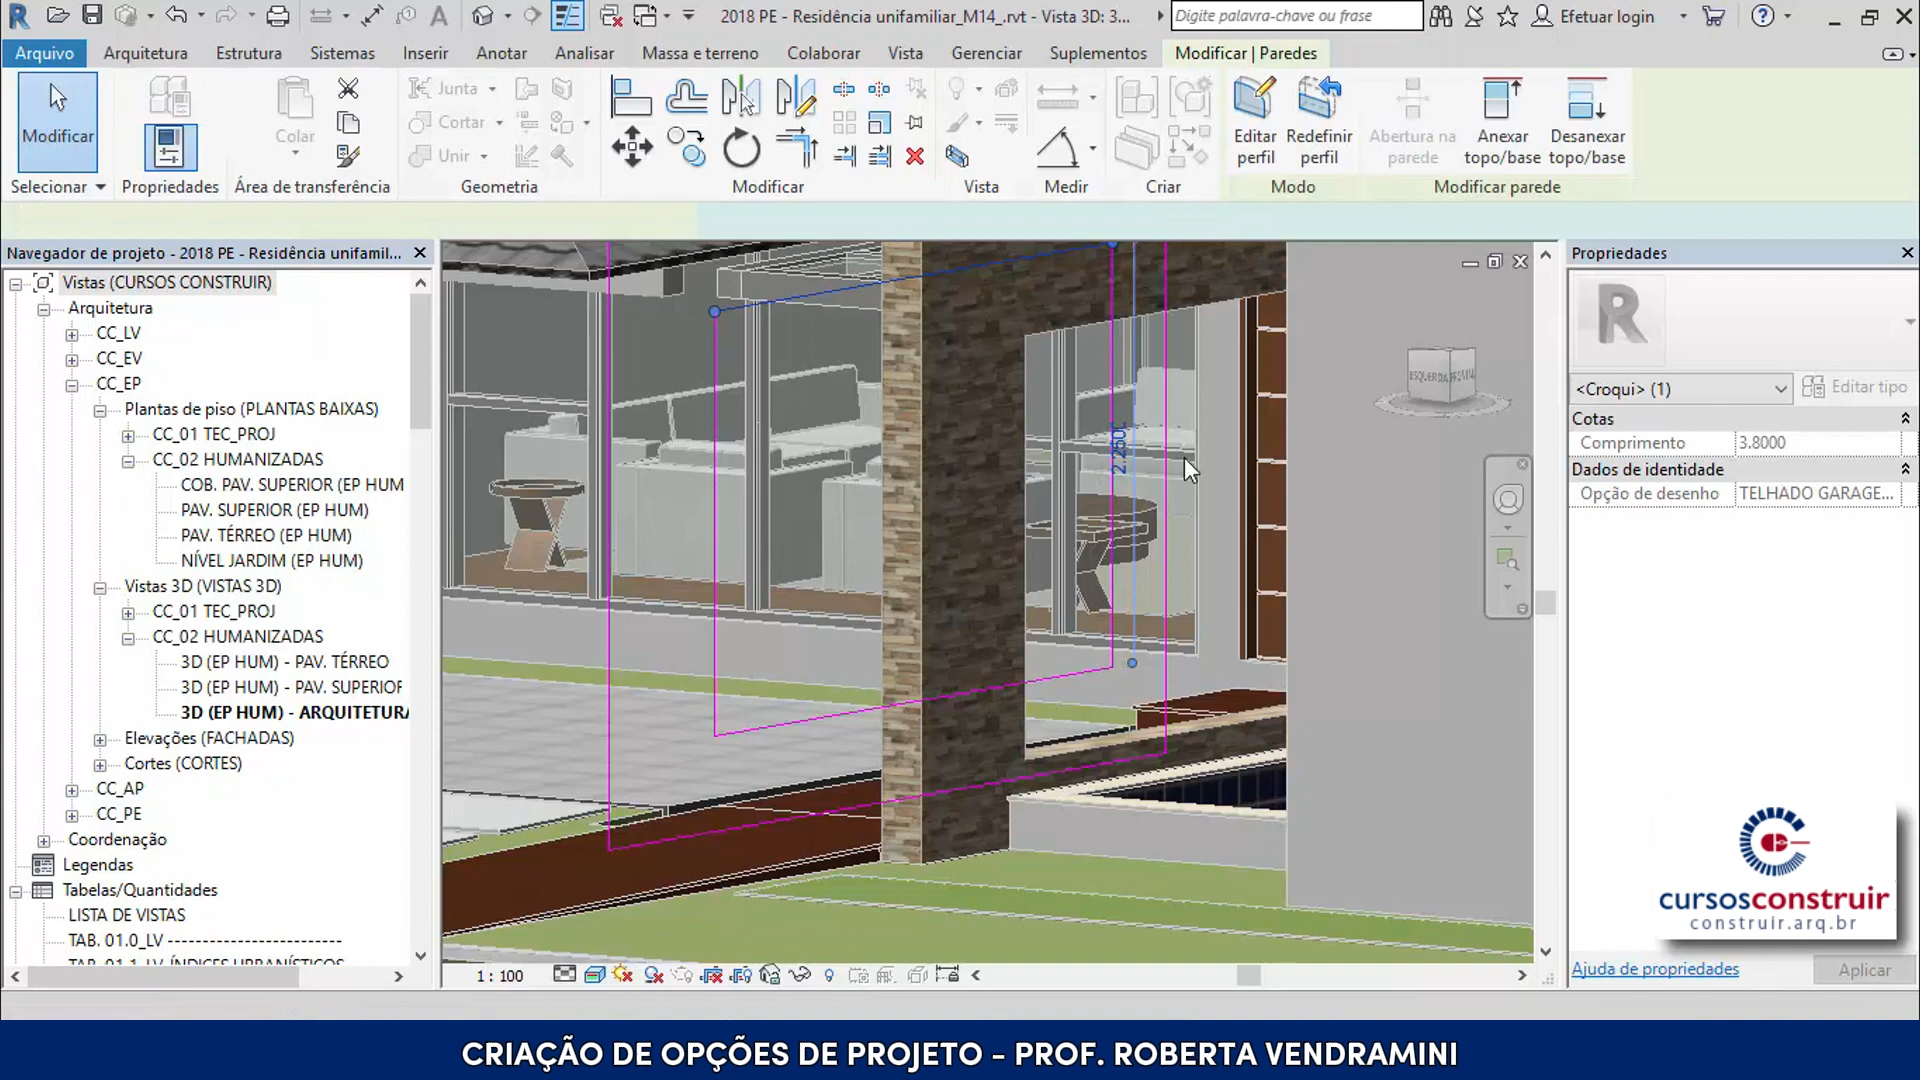 2018 PE - Residência unifamiliar_M14_.rvt - Vista 3D: 3...
Digite palavra-chave ou frase
Efetuar login
Arquivo
Arquitetura
Estrutura
Sistemas
Inserir
Anotar
Analisar
Massa e terreno
Colaborar
Vista
Gerenciar
Suplementos
Modificar | Paredes
Modificar
Colar
Junta
Cortar
Unir
Editar perfil
Redefinir perfil
Abertura na parede
Anexar topo/base
Desanexar topo/base
Selecionar
Propriedades
Área de transferência
Geometria
Modificar
Vista
Medir
Criar
Modo
Modificar parede
Navegador de projeto - 2018 PE - Residência unifamil...
Vistas (CURSOS CONSTRUIR)
Arquitetura
CC_LV
CC_EV
CC_EP
Plantas de piso (PLANTAS BAIXAS)
CC_01 TEC_PROJ
CC_02 HUMANIZADAS
COB. PAV. SUPERIOR (EP HUM
PAV. SUPERIOR (EP HUM)
PAV. TÉRREO (EP HUM)
NÍVEL JARDIM (EP HUM)
Vistas 3D (VISTAS 3D)
CC_01 TEC_PROJ
CC_02 HUMANIZADAS
3D (EP HUM) - PAV. TÉRREO
3D (EP HUM) - PAV. SUPERIOR
3D (EP HUM) - ARQUITETURA
Elevações (FACHADAS)
Cortes (CORTES)
CC_AP
CC_PE
Coordenação
Legendas
Tabelas/Quantidades
LISTA DE VISTAS
TAB. 01.0_LV -------------------------
TAB. 01.1_LV ÍNDICES URBANÍSTICOS
ESQUERDA
1 : 100
Propriedades
R
<Croqui> (1)
Editar tipo
Cotas
Comprimento 3.8000
Dados de identidade
Opção de desenho TELHADO GARAGE...
cursosconstruir
construir.arq.br
Ajuda de propriedades
Aplicar
CRIAÇÃO DE OPÇÕES DE PROJETO - PROF. ROBERTA VENDRAMINI